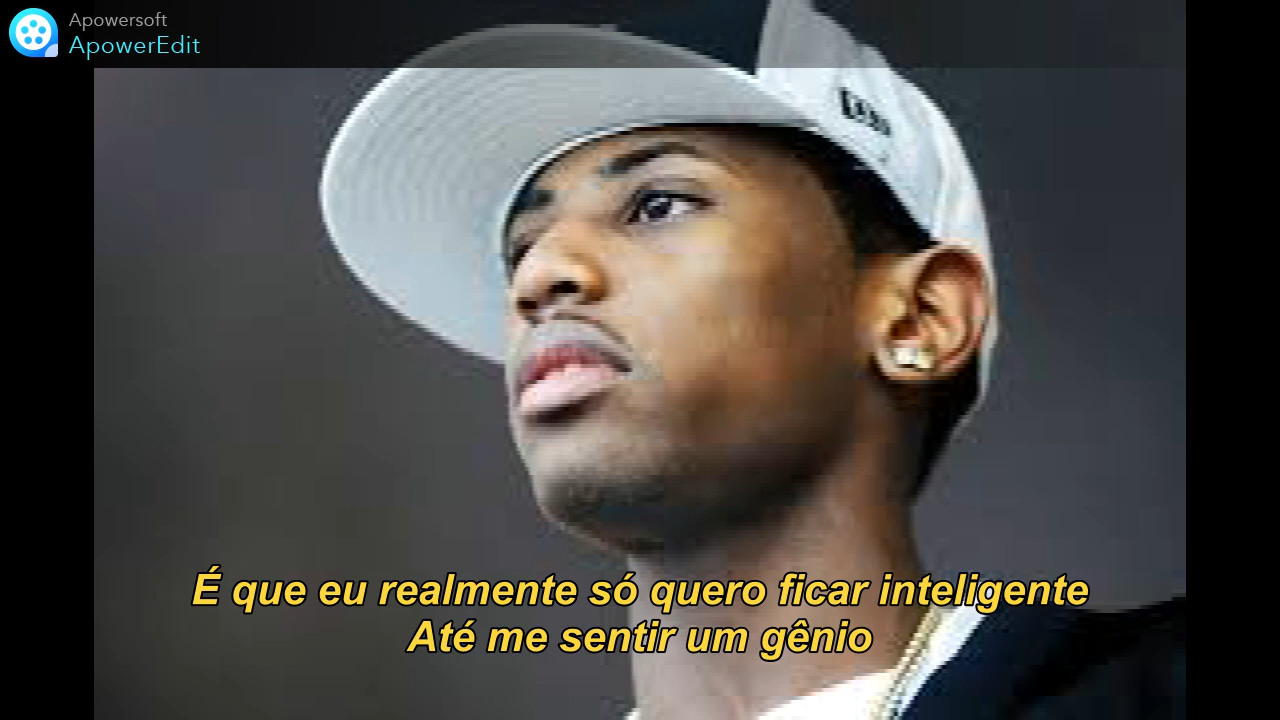 Apowersoft
ApowerEdit
É que eu realmente só quero ficar inteligente
Até me sentir um gênio